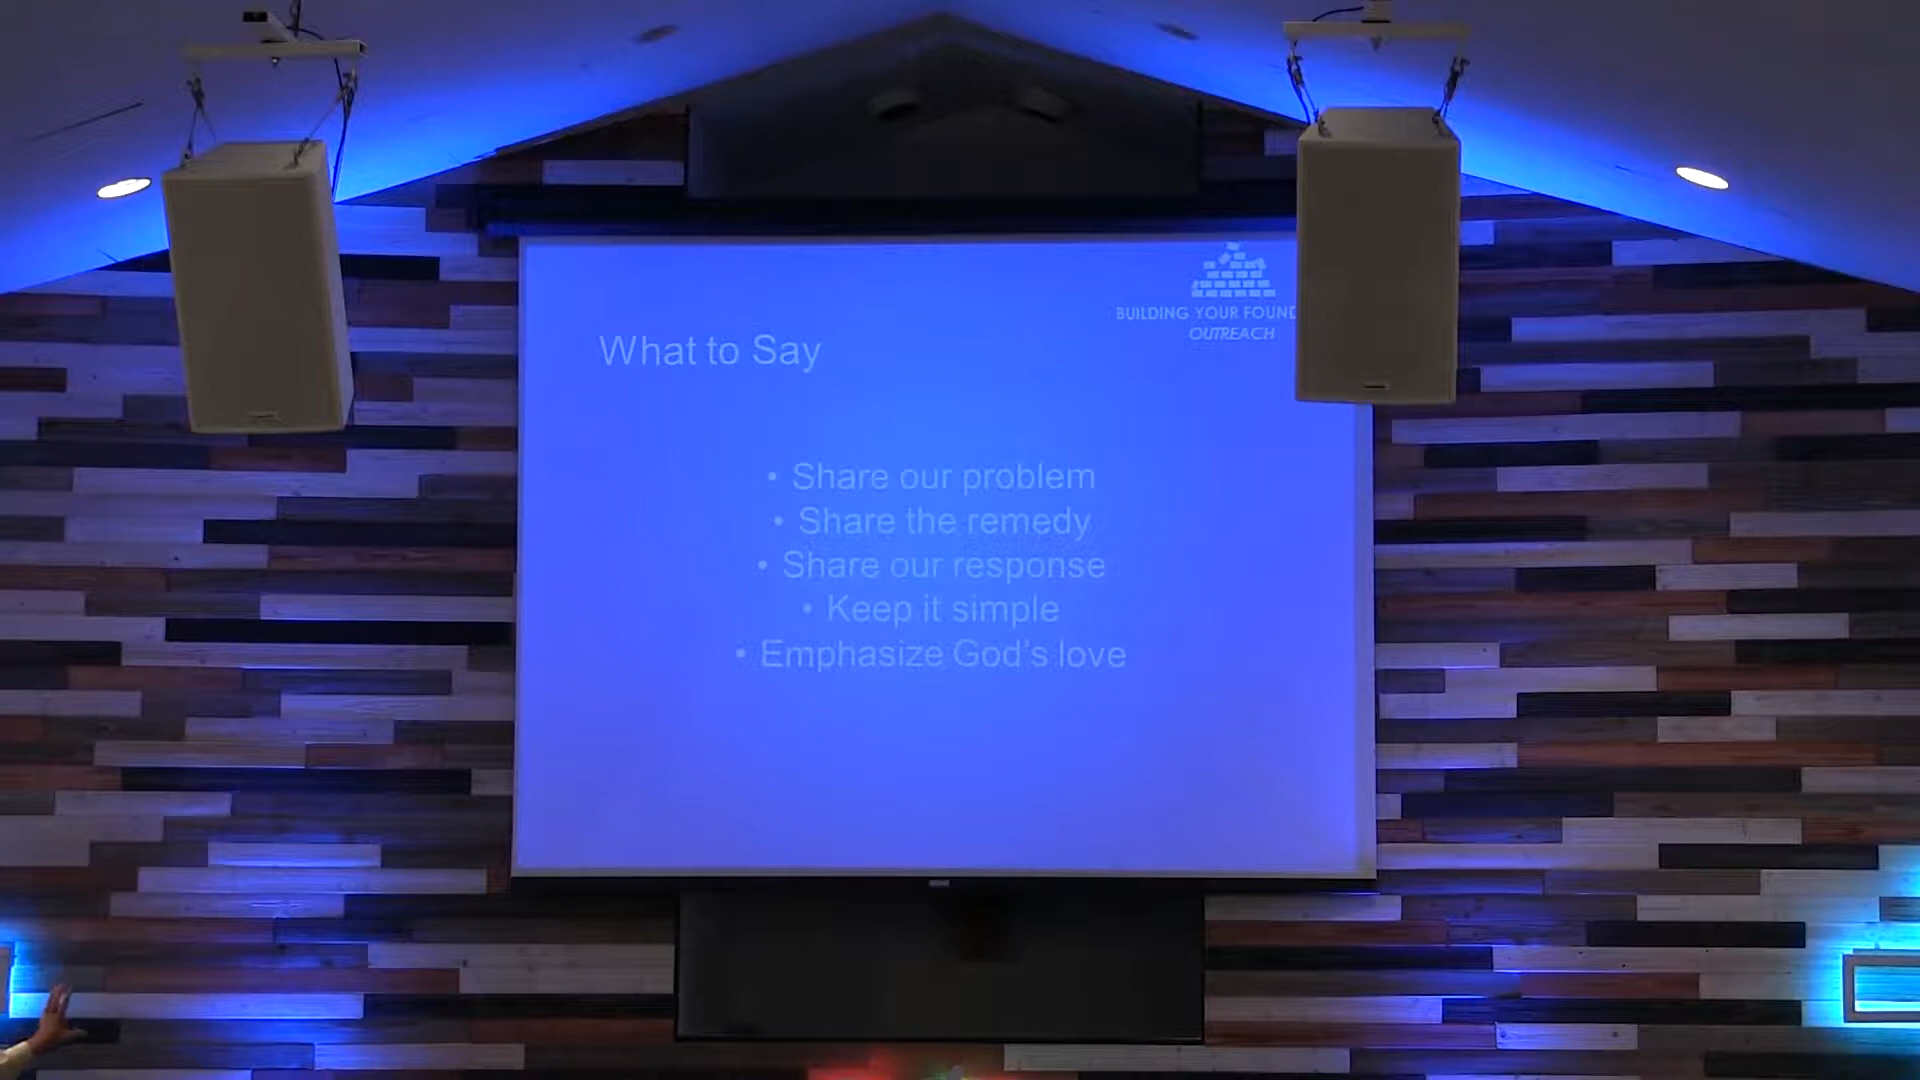 BUILDING YOUR
OUTREACH
What to Say
• Share our problem
• Share the remedy
• Share our response
• Keep it simple
• Emphasize God's love